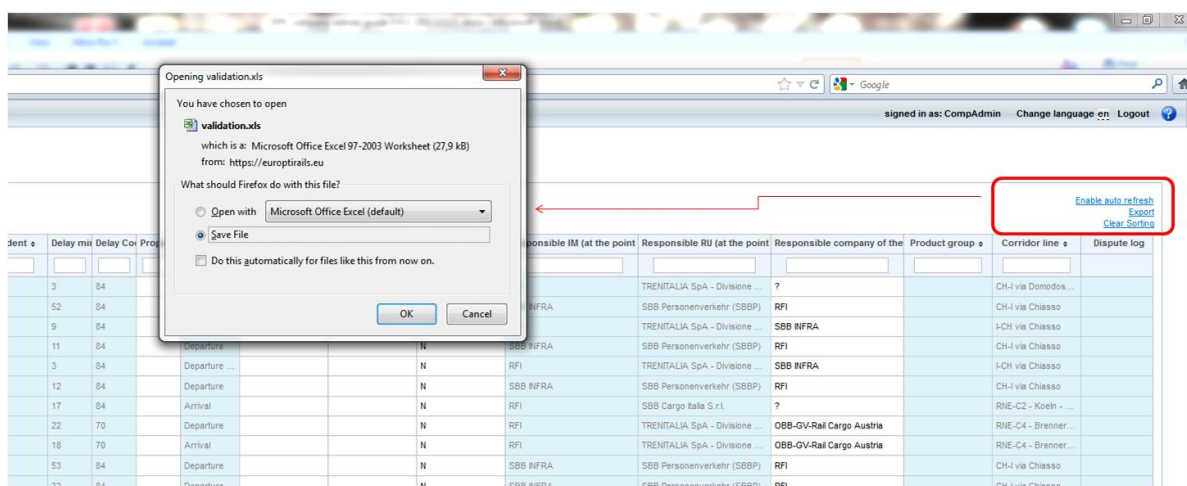 Opening validation.xls
You have chosen to open
validation.xls
which is a: Microsoft Office Excel 97-2003 Worksheet (27,9 kB)
from: https://europtirails.eu
What should Firefox do with this file?
Open with Microsoft Office Excel (default)
Save File
Do this automatically for files like this from now on.
OK Cancel
Google
signed in as: CompAdmin Change language en Logout
Enable auto refresh
Export
Clear Sorting
dent Delay min Delay Co Prop ponsible IM (at the point Responsible RU (at the point Responsible company of the Product group Corridor line Dispute log
3 84 TRENITALIA SpA - Divisione ... ? CH-I via Domodos...
52 84 INFRA SBB Personenverkehr (SBBP) RFI CH-I via Chiasso
9 84 TRENITALIA SpA - Divisione ... SBB INFRA I-CH via Chiasso
11 84 Departure N SBB INFRA SBB Personenverkehr (SBBP) RFI CH-I via Chiasso
3 84 Departure ... N RFI TRENITALIA SpA - Divisione ... SBB INFRA I-CH via Chiasso
12 84 Departure N SBB INFRA SBB Personenverkehr (SBBP) RFI CH-I via Chiasso
17 84 Arrival N RFI SBB Cargo Italia S.r.l. ? RNE-C2 - Koeln - ...
22 70 Departure N RFI TRENITALIA SpA - Divisione ... OBB-GV-Rail Cargo Austria RNE-C4 - Brenner...
18 70 Arrival N RFI TRENITALIA SpA - Divisione ... OBB-GV-Rail Cargo Austria RNE-C4 - Brenner...
53 84 Departure N SBB INFRA SBB Personenverkehr (SBBP) RFI CH-I via Chiasso